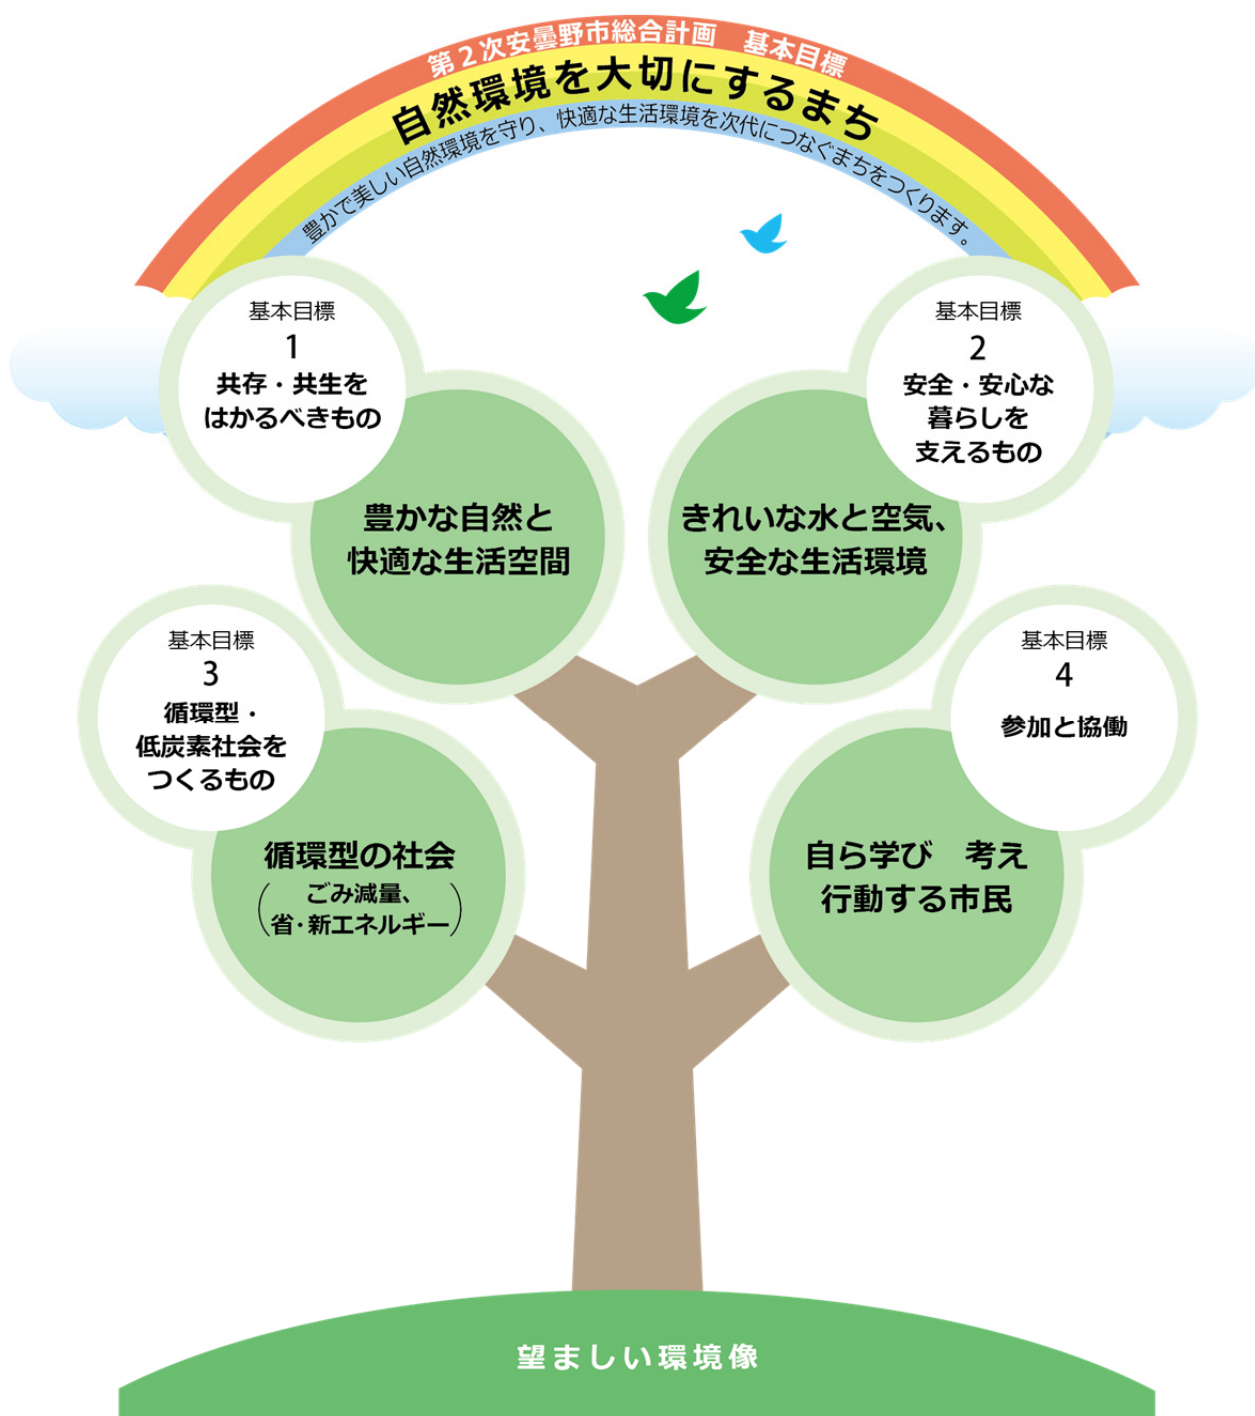 第２次安曇野市総合計画　基本目標
自然環境を大切にするまち
豊かで美しい自然環境を守り、快適な生活環境を次代につなぐまちをつくります。
基本目標
1
共存・共生を
はかるべきもの
豊かな自然と
快適な生活空間
基本目標
2
安全・安心な
暮らしを
支えるもの
きれいな水と空気、
安全な生活環境
基本目標
3
循環型・
低炭素社会を
つくるもの
循環型の社会
（ごみ減量、
省・新エネルギー）
基本目標
4
参加と協働
自ら学び　考え
行動する市民
望ましい環境像